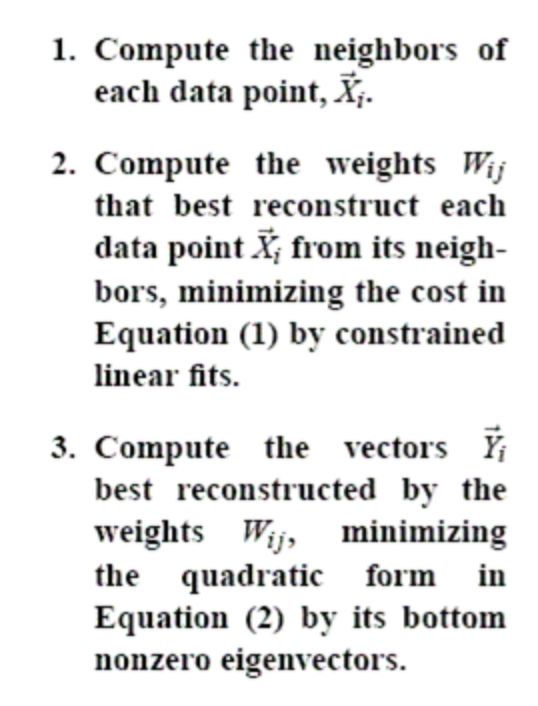 1. Compute the neighbors of
each data point, $\vec{X}_i$.
2. Compute the weights $W_{ij}$
that best reconstruct each
data point $\vec{X}_i$ from its neigh-
bors, minimizing the cost in
Equation (1) by constrained
linear fits.
3. Compute the vectors $\vec{Y}_i$
best reconstructed by the
weights $W_{ij}$, minimizing
the quadratic form in
Equation (2) by its bottom
nonzero eigenvectors.